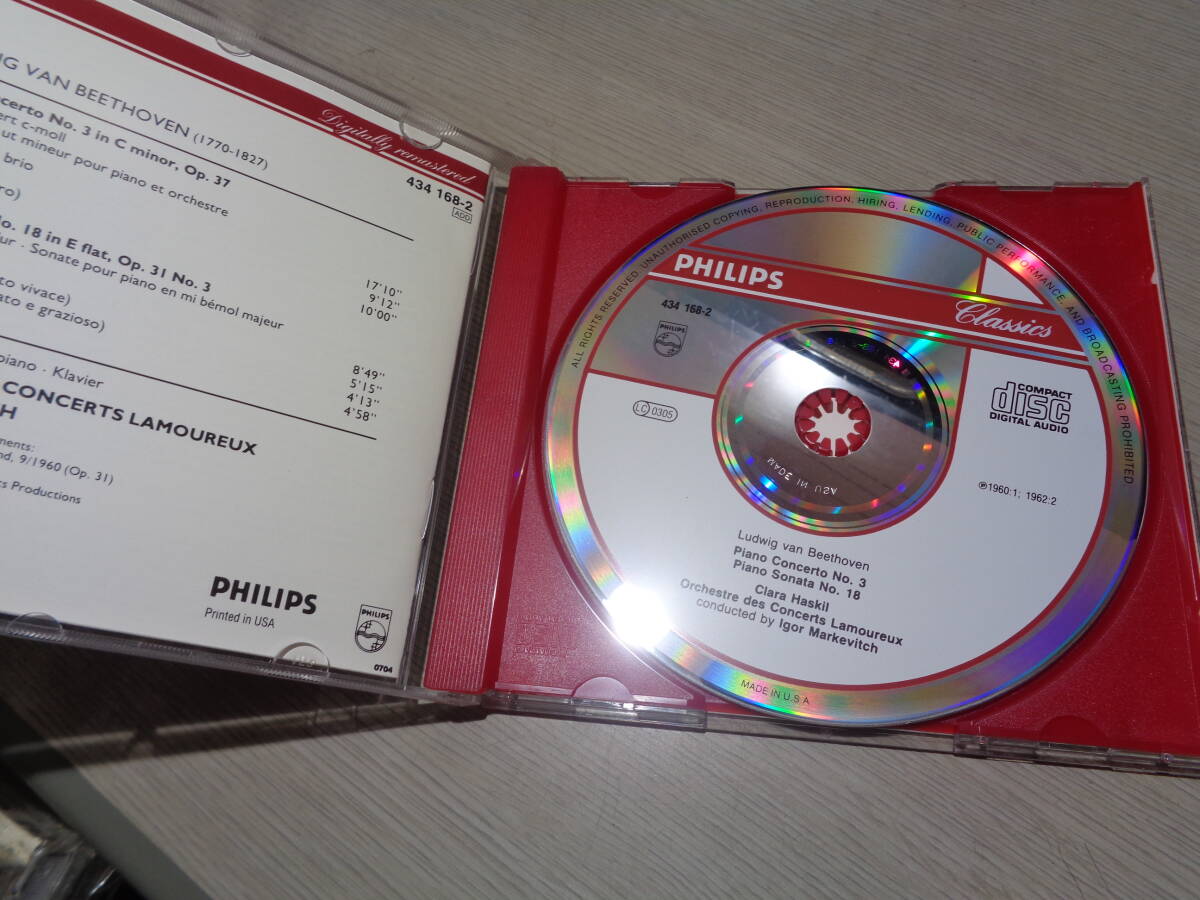 IG VAN BEETHOVEN (1770-1827)
certo No. 3 in C minor, Op. 37
ert c-moll
ut mineur pour piano et orchestre
brio
ro)
lo. 18 in E flat, Op. 31 No. 3
ur · Sonate pour piano en mi bémol majeur
to vivace)
ato e grazioso)
17'10"
9'12"
10'00"
8'49"
5'15"
4'13"
4'58"
piano · Klavier
CONCERTS LAMOUREUX
H
ments:
nd, 9/1960 (Op. 31)
cs Productions
Digitally remastered
434 168-2
ADD
PHILIPS
Printed in USA
PHILIPS
0704
ALL RIGHTS RESERVED. UNAUTHORISED COPYING, REPRODUCTION, HIRING, LENDING, PUBLIC PERFORMANCE, AND BROADCASTING PROHIBITED
PHILIPS
Classics
434 168-2
PHILIPS
LC 0305
COMPACT
disc
DIGITAL AUDIO
MADE IN USA
℗1960:1; 1962:2
Ludwig van Beethoven
Piano Concerto No. 3
Piano Sonata No. 18
Clara Haskil
Orchestre des Concerts Lamoureux
conducted by Igor Markevitch
MADE IN U.S A